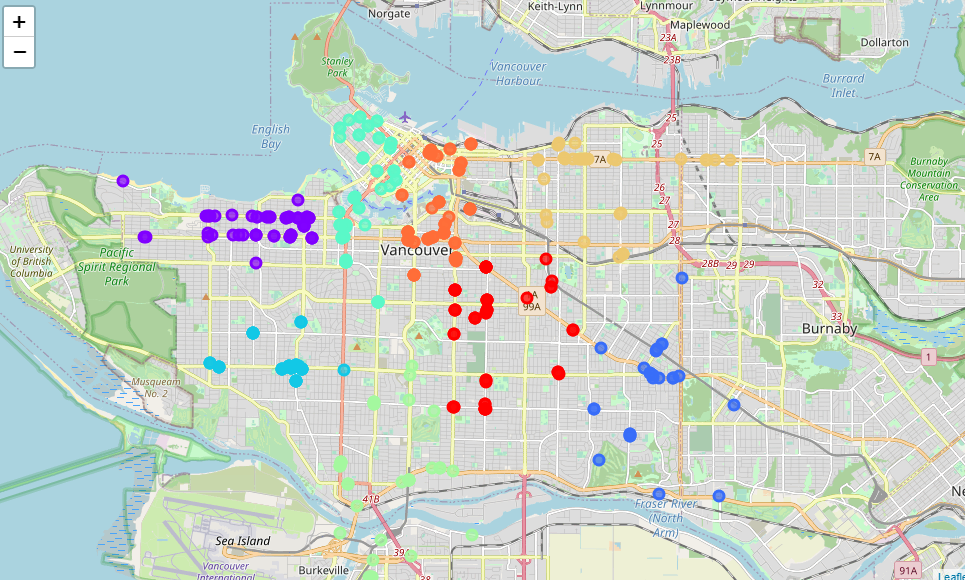 +
−
Norgate
Keith-Lynn
Lynnmour
Maplewood
Dollarton
23A
23B
Stanley
Park
Vancouver
Harbour
Burrard
Inlet
English
Bay
25
25
7A
7A
Burnaby
Mountain
Conservation
26
27
27
28
28B
29
29
University
of British
Columbia
Pacific
Spirit Regional
Park
Vancouver
32
33
99A
Burnaby
1
Musqueam
No. 2
41B
Fraser River
(North
Arm)
Sea Island
Vancouver
International
Burkeville
39
38
91A
Leafle